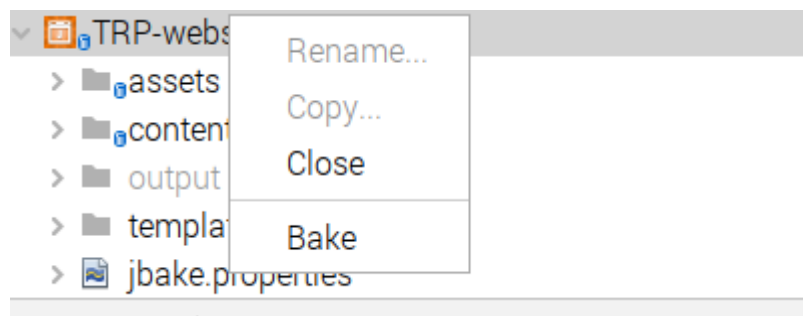 TRP-webs
Rename...
assets
Copy...
content
Close
output
templat
Bake
jbake.properties